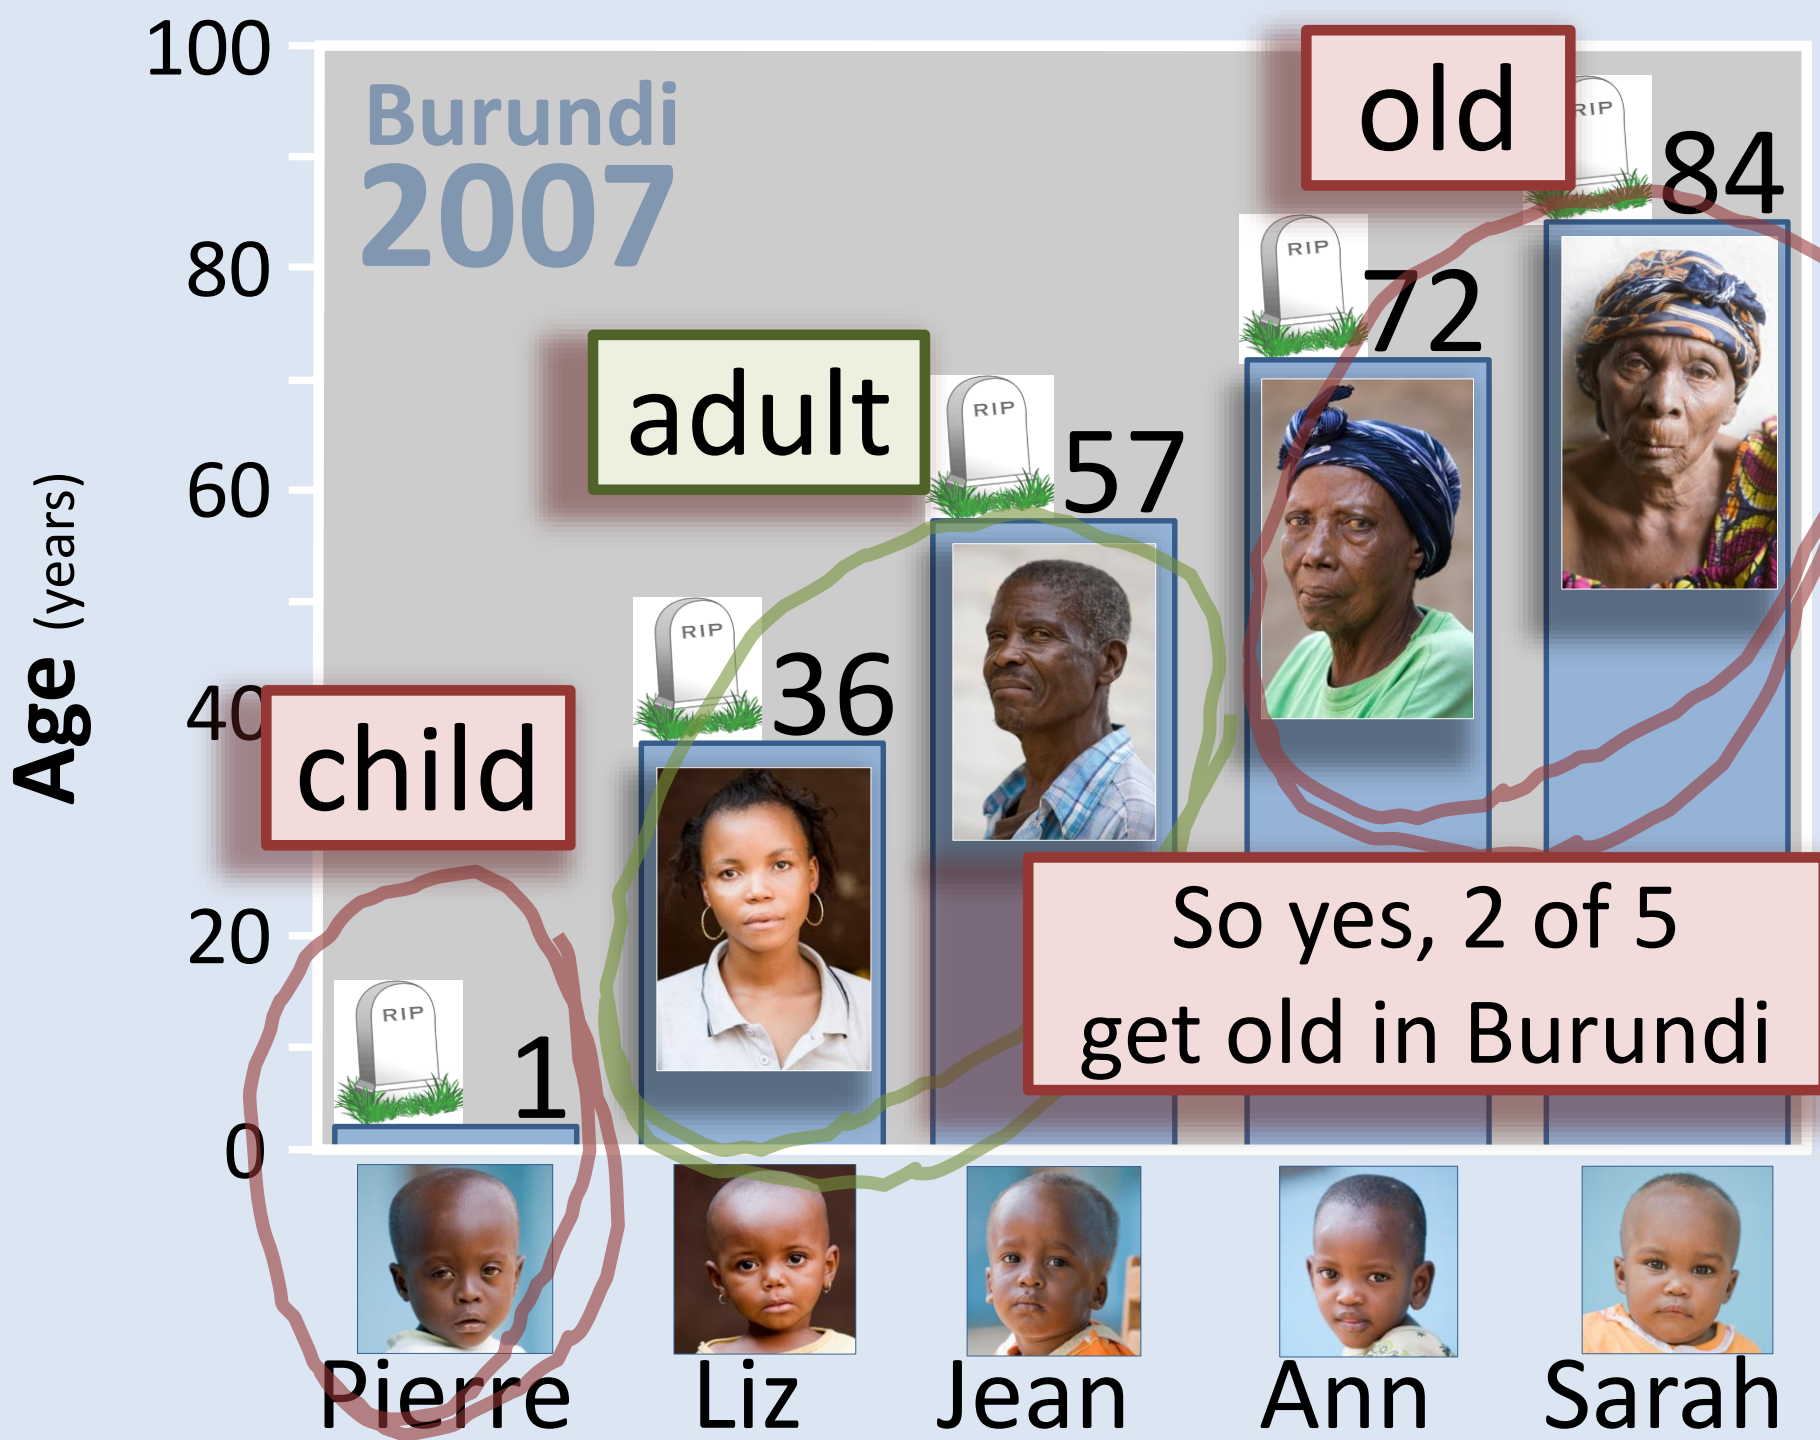 100
80
60
40
20
0
Age (years)
Burundi
2007
child
adult
old
RIP
1
RIP
36
RIP
57
RIP
72
RIP
84
So yes, 2 of 5
get old in Burundi
Pierre
Liz
Jean
Ann
Sarah